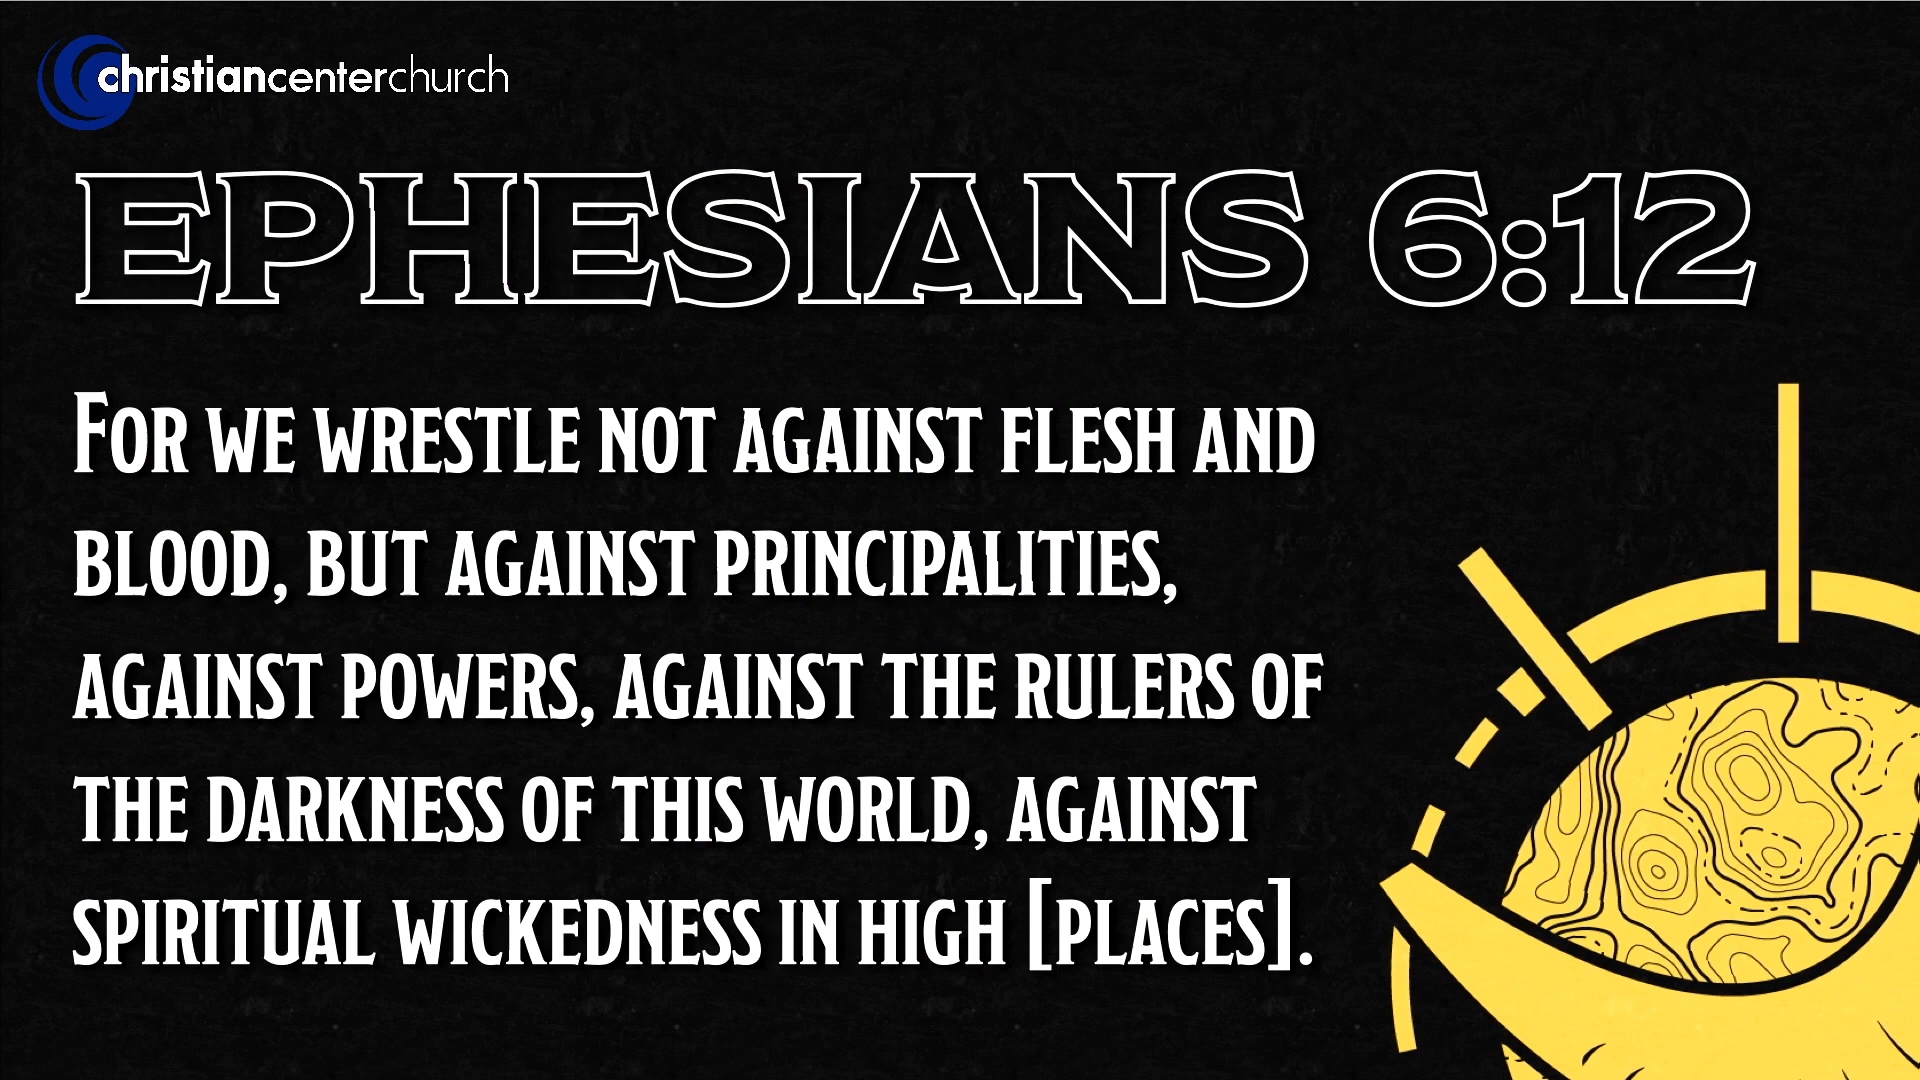 christiancenterchurch
EPHESIANS 6:12
For we wrestle not against flesh and
blood, but against principalities,
against powers, against the rulers of
the darkness of this world, against
spiritual wickedness in high [places].